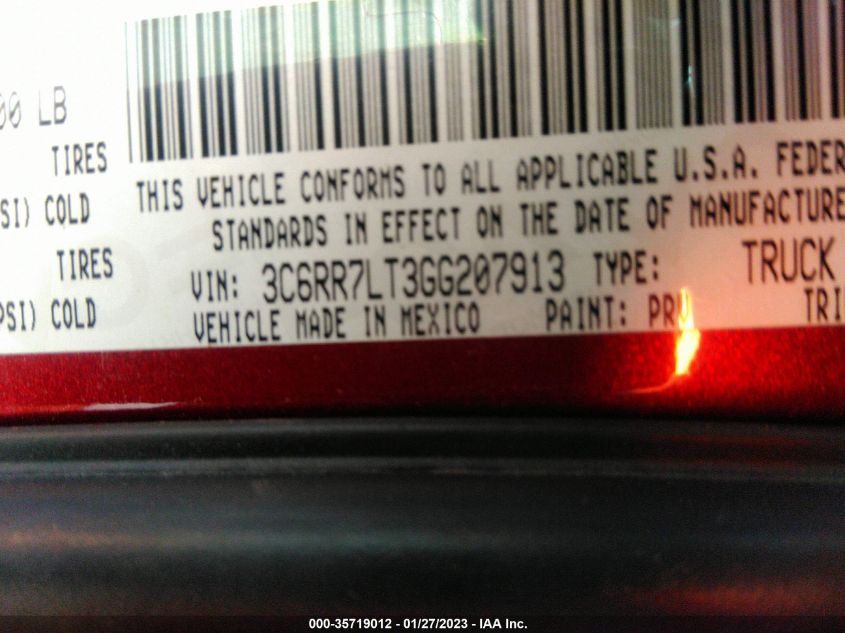 00 LB
TIRES
THIS VEHICLE CONFORMS TO ALL APPLICABLE U.S.A. FEDER
SI) COLD
STANDARDS IN EFFECT ON THE DATE OF MANUFACTURE
TIRES
VIN: 3C6RR7LT3GG207913 TYPE: TRUCK
PSI) COLD
VEHICLE MADE IN MEXICO PAINT: TRI
000-35719012 - 01/27/2023 - IAA Inc.